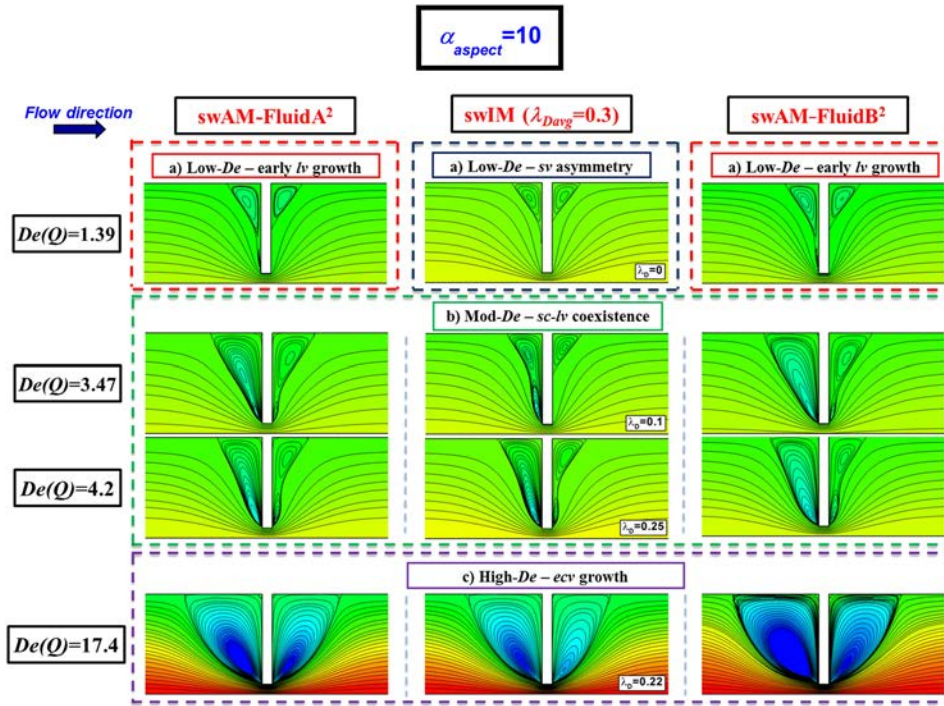 α aspect=10
Flow direction
swAM-FluidA²
swIM (λDavg=0.3)
swAM-FluidB²
a) Low-De – early lv growth
a) Low-De – sv asymmetry
a) Low-De – early lv growth
De(Q)=1.39
λD=0
b) Mod-De – sc-lv coexistence
De(Q)=3.47
λD=0.1
De(Q)=4.2
λD=0.25
c) High-De – ecv growth
De(Q)=17.4
λD=0.22